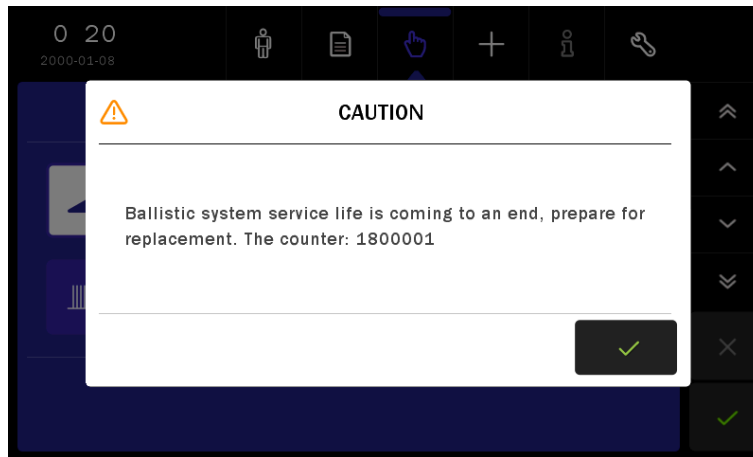 0 20
2000-01-08
CAUTION
Ballistic system service life is coming to an end, prepare for
replacement. The counter: 1800001